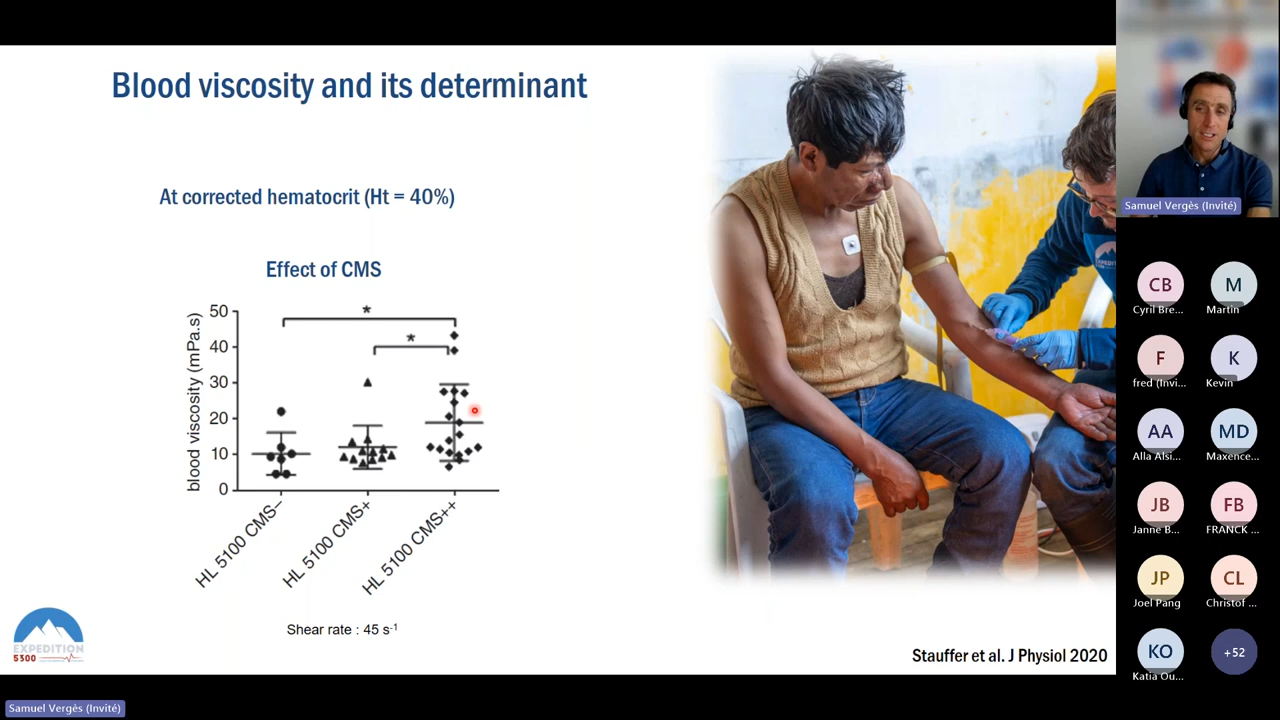 Blood viscosity and its determinant
At corrected hematocrit (Ht = 40%)
Effect of CMS
blood viscosity (mPa.s)
50
40
30
20
10
0
*
*
HL 5100 CMS–
HL 5100 CMS+
HL 5100 CMS++
Shear rate : 45 s⁻¹
EXPEDITION
5300
Stauffer et al. J Physiol 2020
Samuel Vergès (Invité)
CB
Cyril Bre...
M
Martin
F
fred (Invi...
K
Kevin
AA
Alla Alsi...
MD
Maxence...
JB
Janne B...
FB
FRANCK ...
JP
Joel Pang
CL
Christof ...
KO
Katia Ou...
+52
Samuel Vergès (Invité)